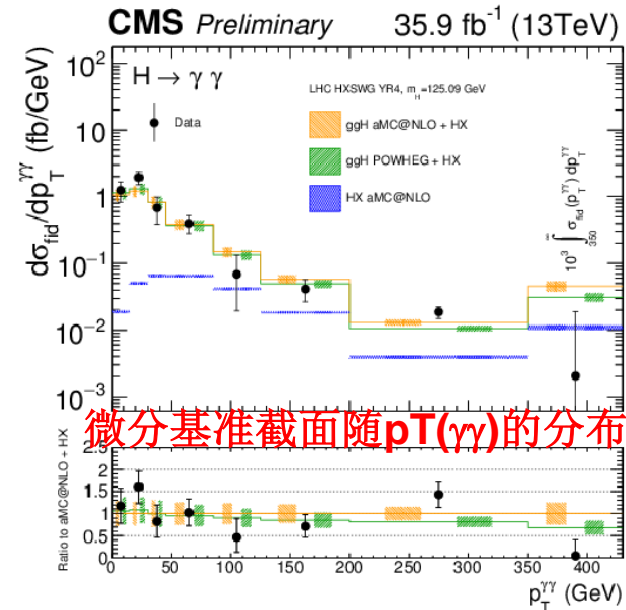 CMS Preliminary 35.9 fb⁻¹ (13TeV)
H → γ γ
Data
LHC HXSWG YR4, m_H=125.09 GeV
ggH aMC@NLO + HX
ggH POWHEG + HX
HX aMC@NLO
dσ_fid/dp_T^γγ (fb/GeV)
10³ ∫_350^∞ σ_fid(p_T^γγ) dp_T^γγ
10²
10
1
10⁻¹
10⁻²
10⁻³
微分基准截面随pT(γγ)的分布
Ratio to aMC@NLO + HX
2.5
2
1.5
1
0.5
0
0 50 100 150 200 250 300 350 400
p_T^γγ (GeV)